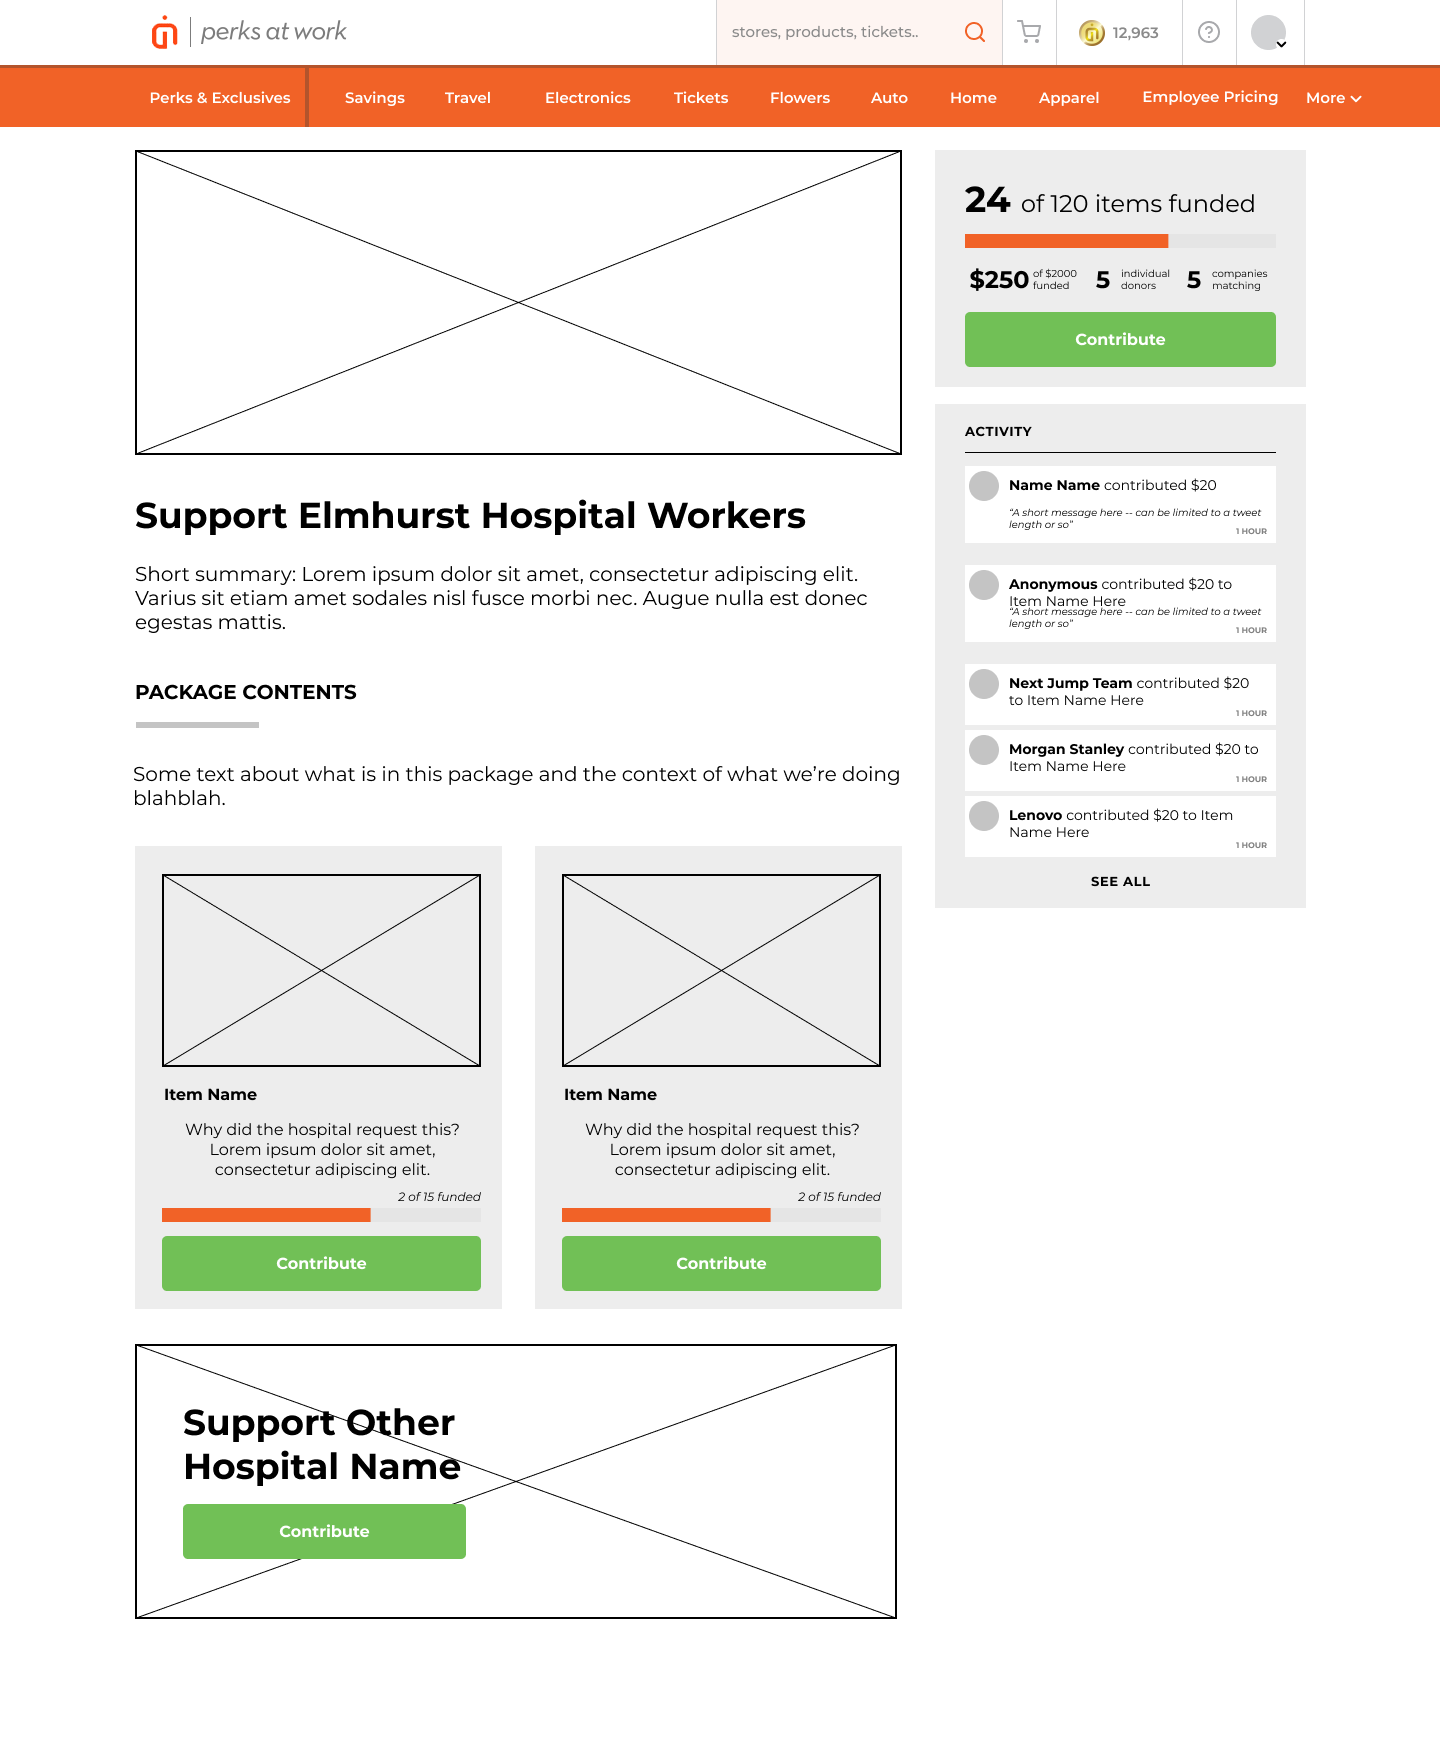 perks at work
stores, products, tickets..
12,963
Perks & Exclusives
Savings
Travel
Electronics
Tickets
Flowers
Auto
Home
Apparel
Employee Pricing
More
24 of 120 items funded
$250 of $2000 funded
5 individual donors
5 companies matching
Contribute
Support Elmhurst Hospital Workers
Short summary: Lorem ipsum dolor sit amet, consectetur adipiscing elit.
Varius sit etiam amet sodales nisl fusce morbi nec. Augue nulla est donec
egestas mattis.
PACKAGE CONTENTS
Some text about what is in this package and the context of what we’re doing
blahblah.
Item Name
Why did the hospital request this?
Lorem ipsum dolor sit amet,
consectetur adipiscing elit.
2 of 15 funded
Contribute
Item Name
Why did the hospital request this?
Lorem ipsum dolor sit amet,
consectetur adipiscing elit.
2 of 15 funded
Contribute
Support Other
Hospital Name
Contribute
ACTIVITY
Name Name contributed $20
“A short message here -- can be limited to a tweet
length or so”
1 HOUR
Anonymous contributed $20 to
Item Name Here
“A short message here -- can be limited to a tweet
length or so”
1 HOUR
Next Jump Team contributed $20
to Item Name Here
1 HOUR
Morgan Stanley contributed $20 to
Item Name Here
1 HOUR
Lenovo contributed $20 to Item
Name Here
1 HOUR
SEE ALL